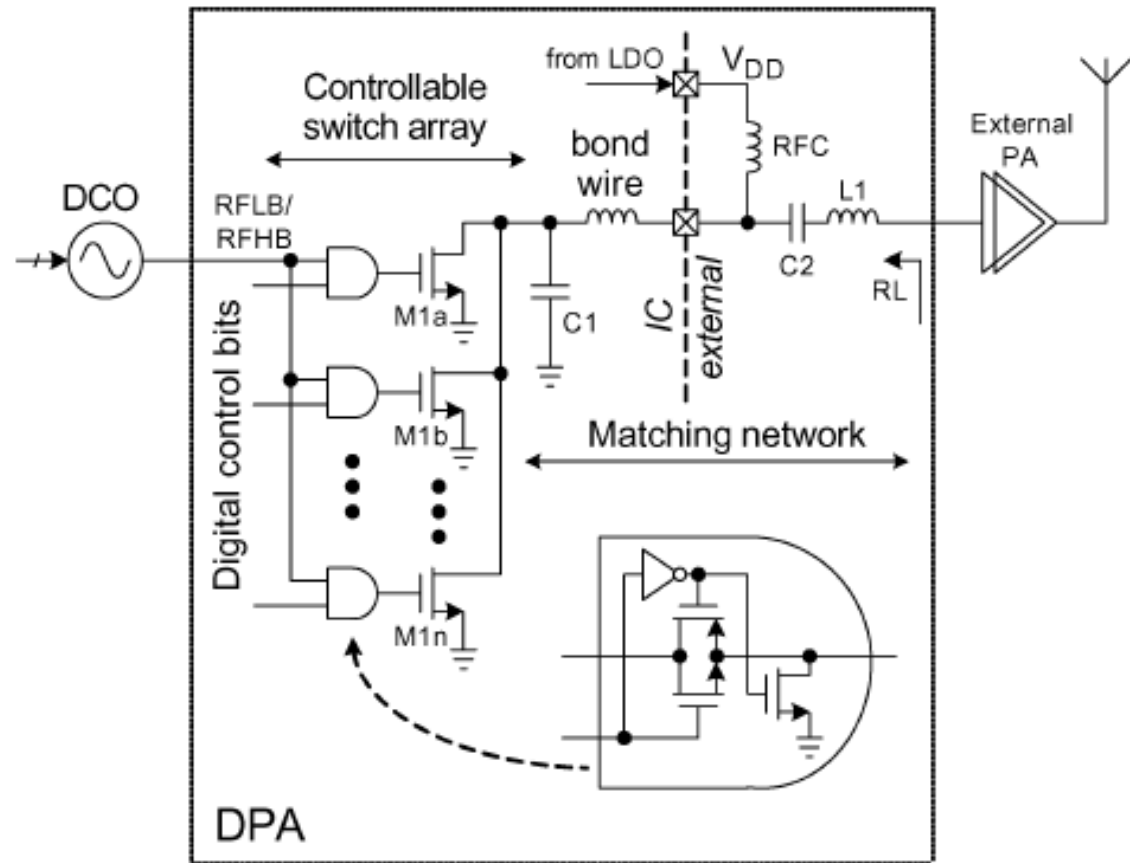 from LDO
VDD
Controllable
switch array
External
PA
bond
wire
RFC
DCO
RFLB/
RFHB
L1
C2
RL
M1a
C1
IC
external
Digital control bits
M1b
Matching network
M1n
DPA